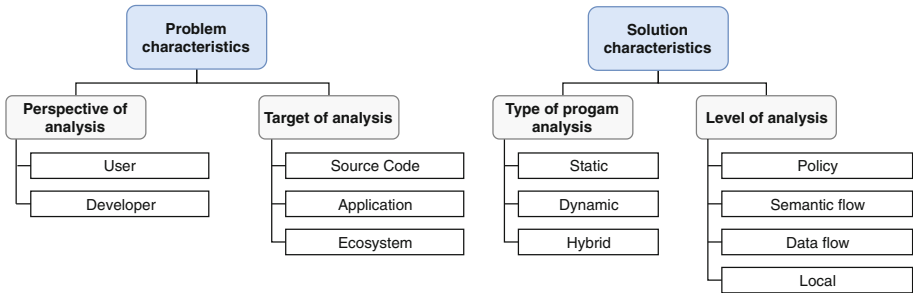 Problem
characteristics
Perspective of
analysis
User
Developer
Target of analysis
Source Code
Application
Ecosystem
Solution
characteristics
Type of progam
analysis
Static
Dynamic
Hybrid
Level of analysis
Policy
Semantic flow
Data flow
Local